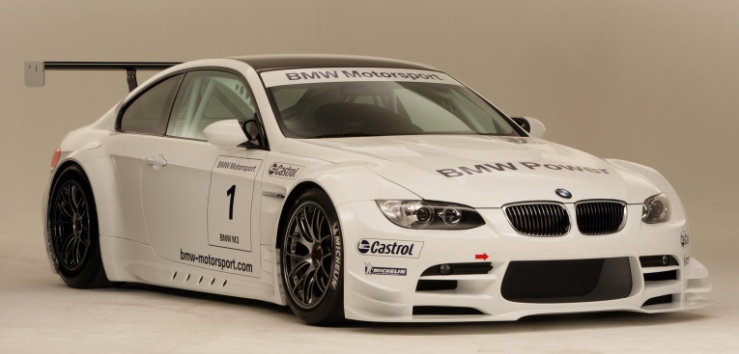 BMW Motorsport
BMW Power
BMW Motorsport
1
BMW M3
Castrol
bmw-motorsport.com
MICHELIN
Castrol
MICHELIN